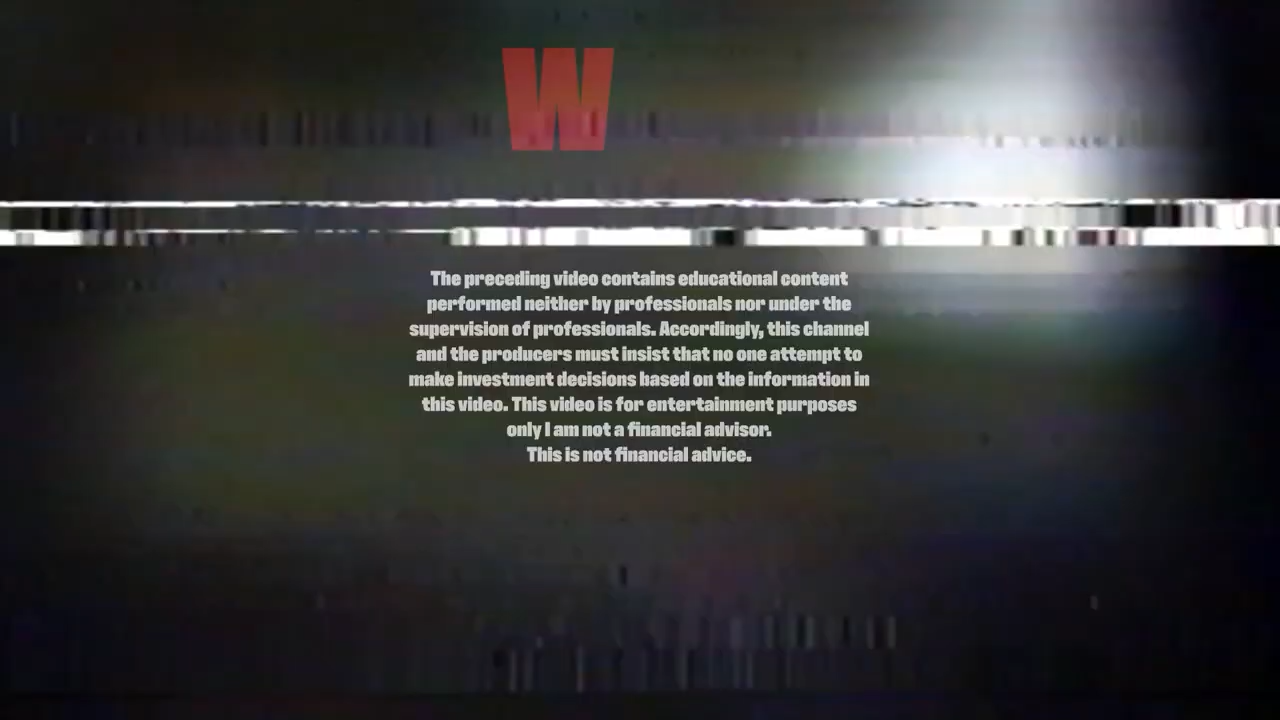 W
The preceding video contains educational content
performed neither by professionals nor under the
supervision of professionals. Accordingly, this channel
and the producers must insist that no one attempt to
make investment decisions based on the information in
this video. This video is for entertainment purposes
only I am not a financial advisor.
This is not financial advice.